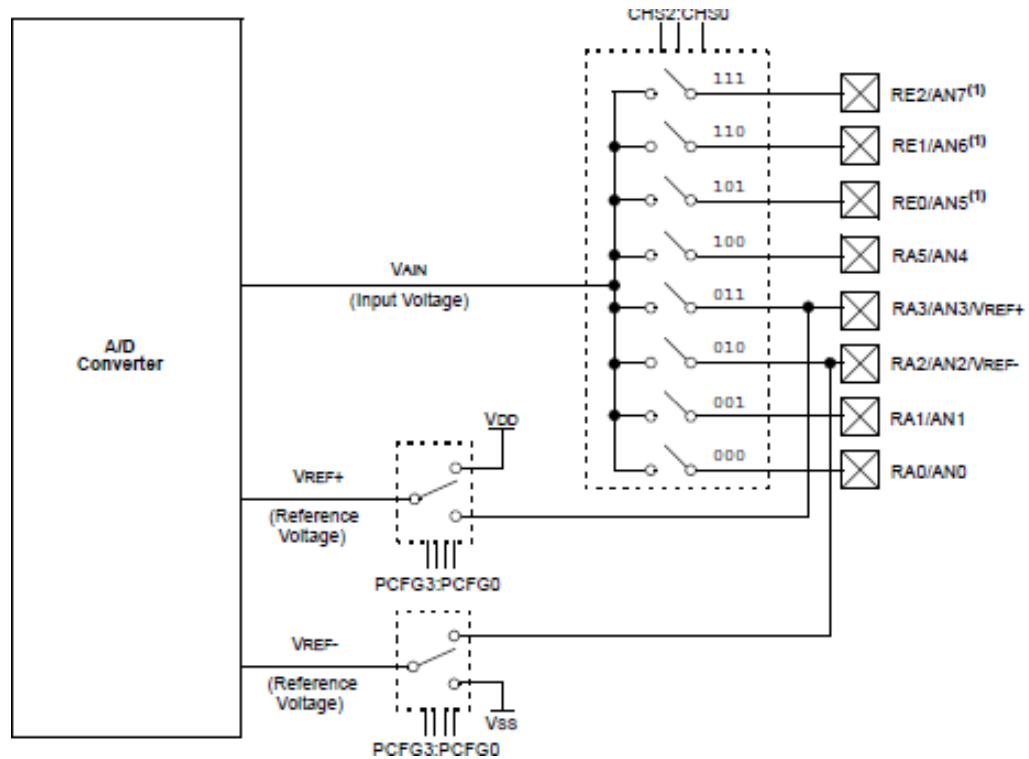 CHS2:CHS0
111
RE2/AN7(1)
110
RE1/AN6(1)
101
RE0/AN5(1)
100
RA5/AN4
VAIN
(Input Voltage)
011
RA3/AN3/VREF+
A/D
Converter
010
RA2/AN2/VREF-
001
RA1/AN1
VDD
000
RA0/AN0
VREF+
(Reference
Voltage)
PCFG3:PCFG0
VREF-
(Reference
Voltage)
VSS
PCFG3:PCFG0